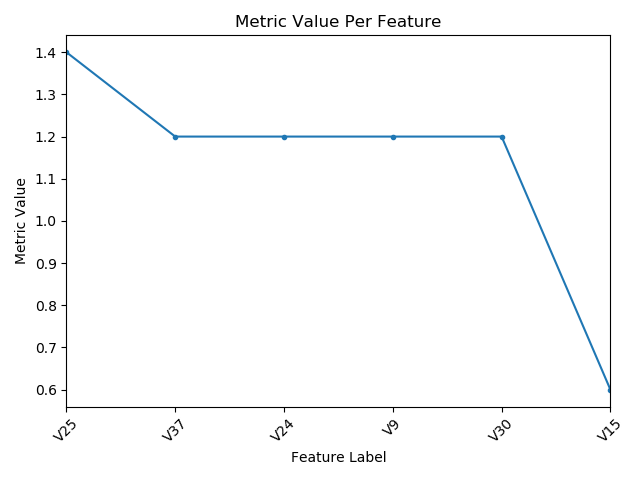 Metric Value Per Feature
1.4
1.3
1.2
1.1
1.0
0.9
0.8
0.7
0.6
Metric Value
V25 V37 V24 V9 V30 V15
Feature Label